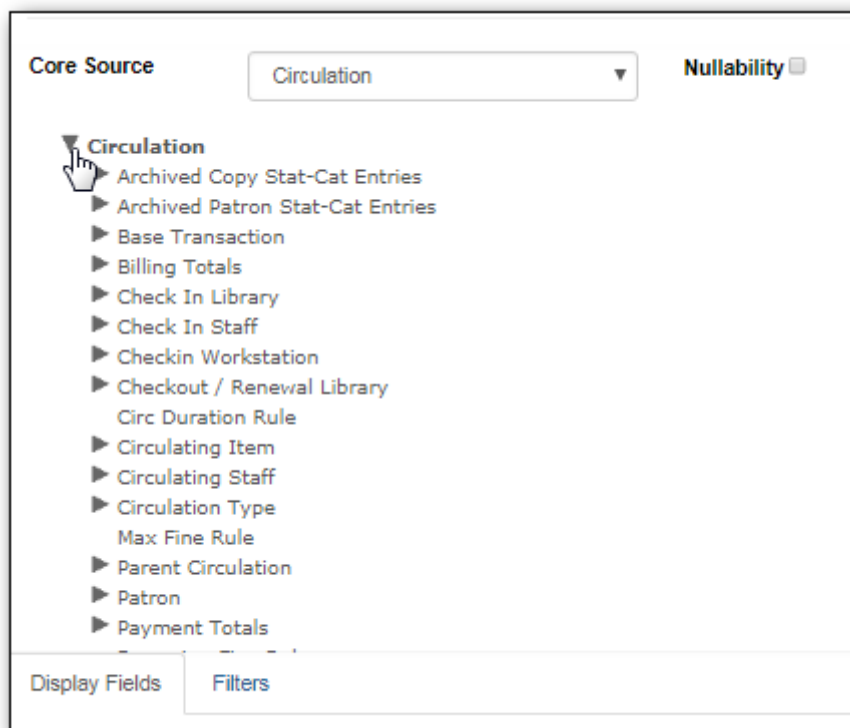 Core Source Circulation Nullability
Circulation
Archived Copy Stat-Cat Entries
Archived Patron Stat-Cat Entries
Base Transaction
Billing Totals
Check In Library
Check In Staff
Checkin Workstation
Checkout / Renewal Library
Circ Duration Rule
Circulating Item
Circulating Staff
Circulation Type
Max Fine Rule
Parent Circulation
Patron
Payment Totals
Display Fields Filters